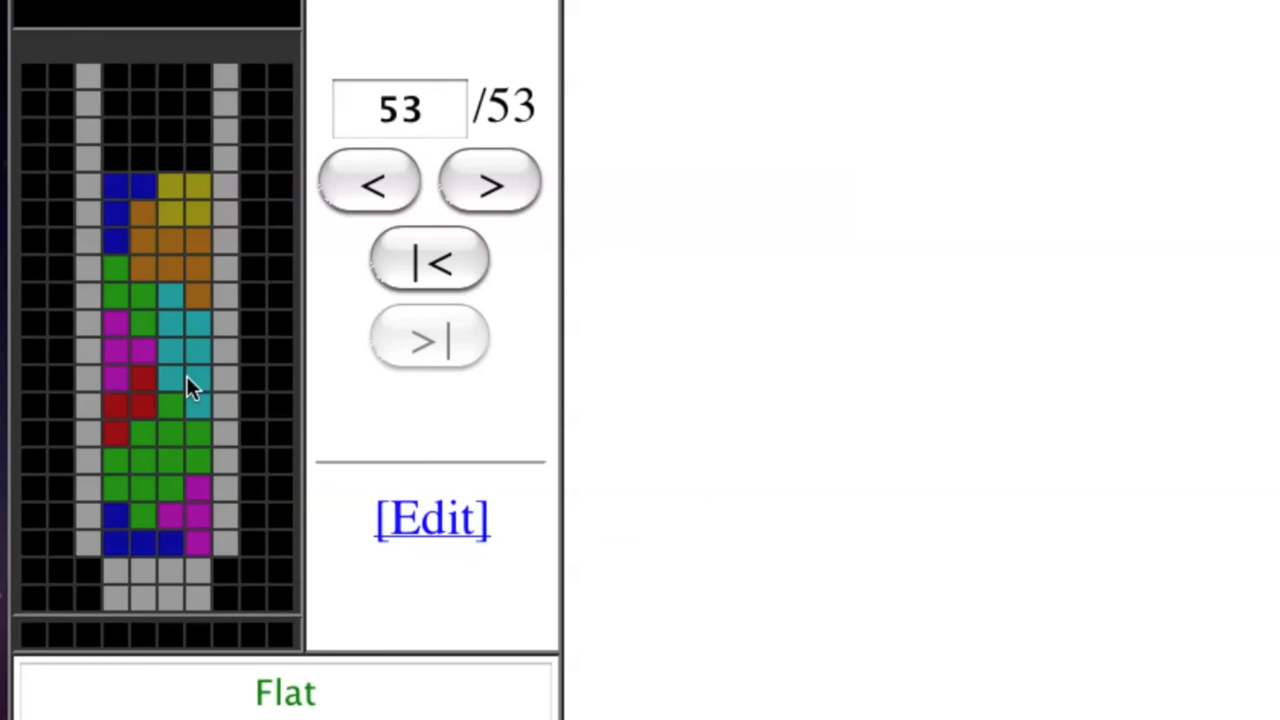 53 /53
< >
|<
>|
[Edit]
Flat